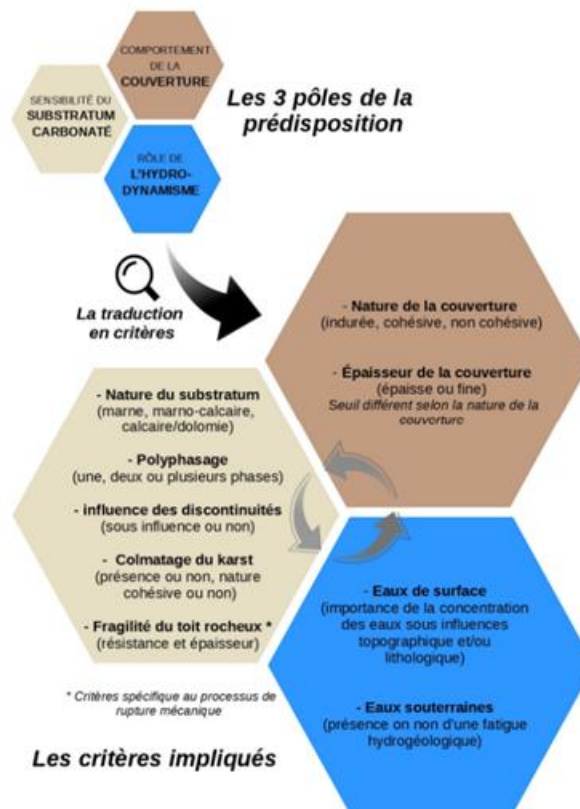 COMPORTEMENT
DE LA
COUVERTURE
SENSIBILITÉ DU
SUBSTRATUM
CARBONATÉ
RÔLE DE
L'HYDRO-
DYNAMISME
Les 3 pôles de la
prédisposition
La traduction
en critères
- Nature de la couverture
(indurée, cohésive, non cohésive)
- Épaisseur de la couverture
(épaisse ou fine)
Seuil différent selon la nature de la
couverture
- Nature du substratum
(marne, marno-calcaire,
calcaire/dolomie)
- Polyphasage
(une, deux ou plusieurs phases)
- influence des discontinuités
(sous influence ou non)
- Colmatage du karst
(présence ou non, nature
cohésive ou non)
- Fragilité du toit rocheux *
(résistance et épaisseur)
- Eaux de surface
(importance de la concentration
des eaux sous influences
topographique et/ou
lithologique)
- Eaux souterraines
(présence on non d'une fatigue
hydrogéologique)
* Critères spécifique au processus de
rupture mécanique
Les critères impliqués